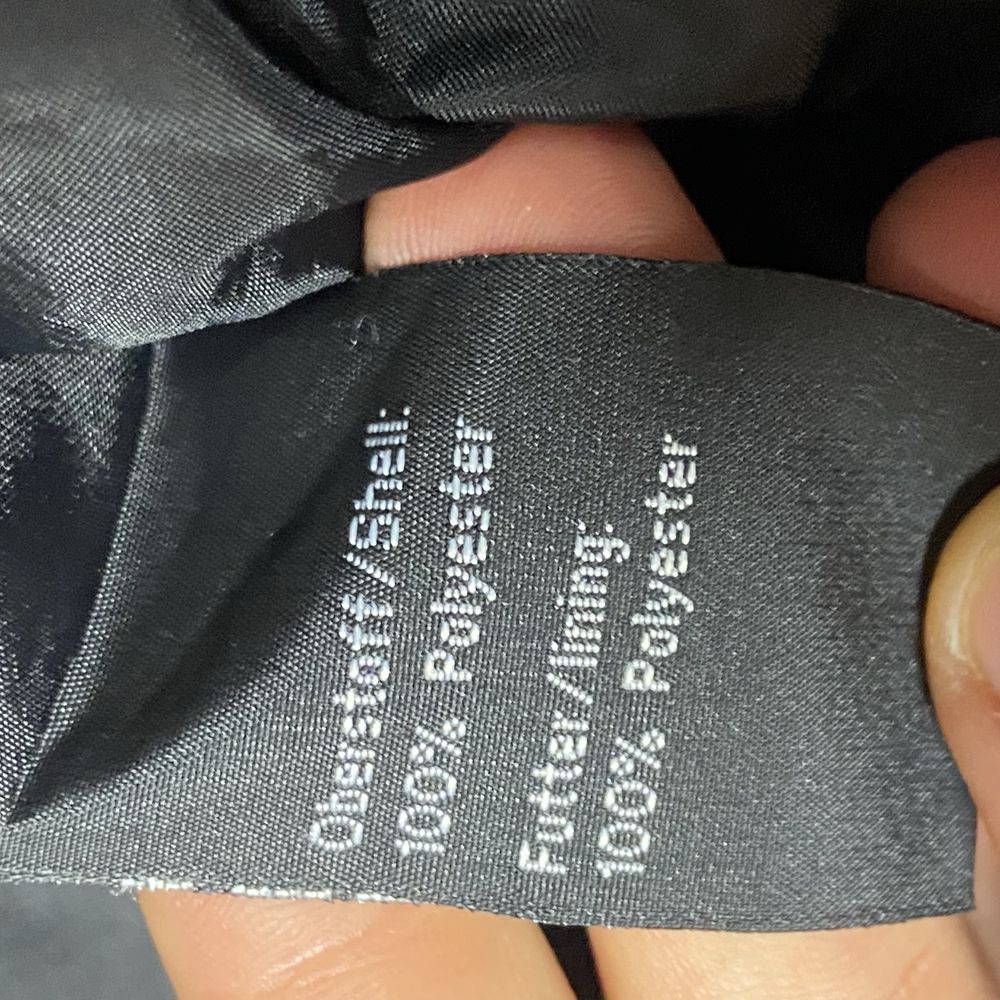 Oberstoff/Shell:
100% Polyester
Futter/lining:
100% Polyester